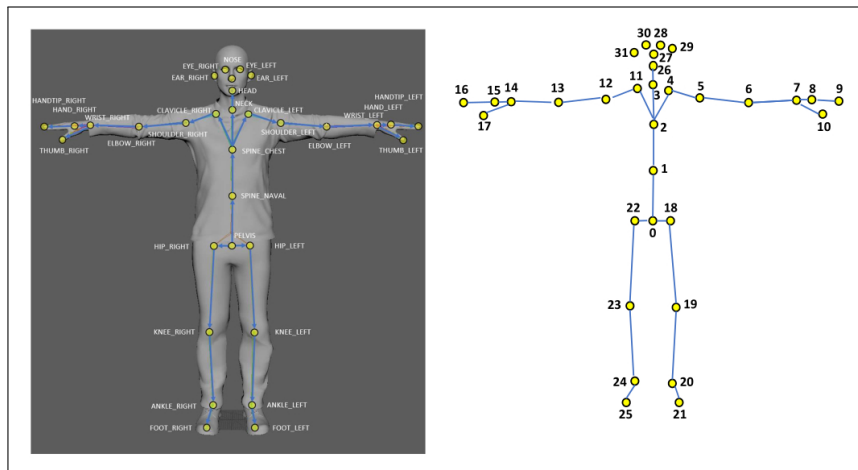 NOSE
EYE_RIGHT EYE_LEFT
EAR_RIGHT EAR_LEFT
HEAD
HANDTIP_RIGHT NECK HANDTIP_LEFT
HAND_RIGHT CLAVICLE_RIGHT CLAVICLE_LEFT HAND_LEFT
WRIST_RIGHT WRIST_LEFT
SHOULDER_RIGHT SHOULDER_LEFT
ELBOW_RIGHT ELBOW_LEFT
THUMB_RIGHT SPINE_CHEST THUMB_LEFT
SPINE_NAVAL
PELVIS
HIP_RIGHT HIP_LEFT
KNEE_RIGHT KNEE_LEFT
ANKLE_RIGHT ANKLE_LEFT
FOOT_RIGHT FOOT_LEFT
30 28
31 29
27
26
16 15 14 13 12 11 3 4 5 6 7 8 9
17 10
2
1
22 18
0
23 19
24 20
25 21